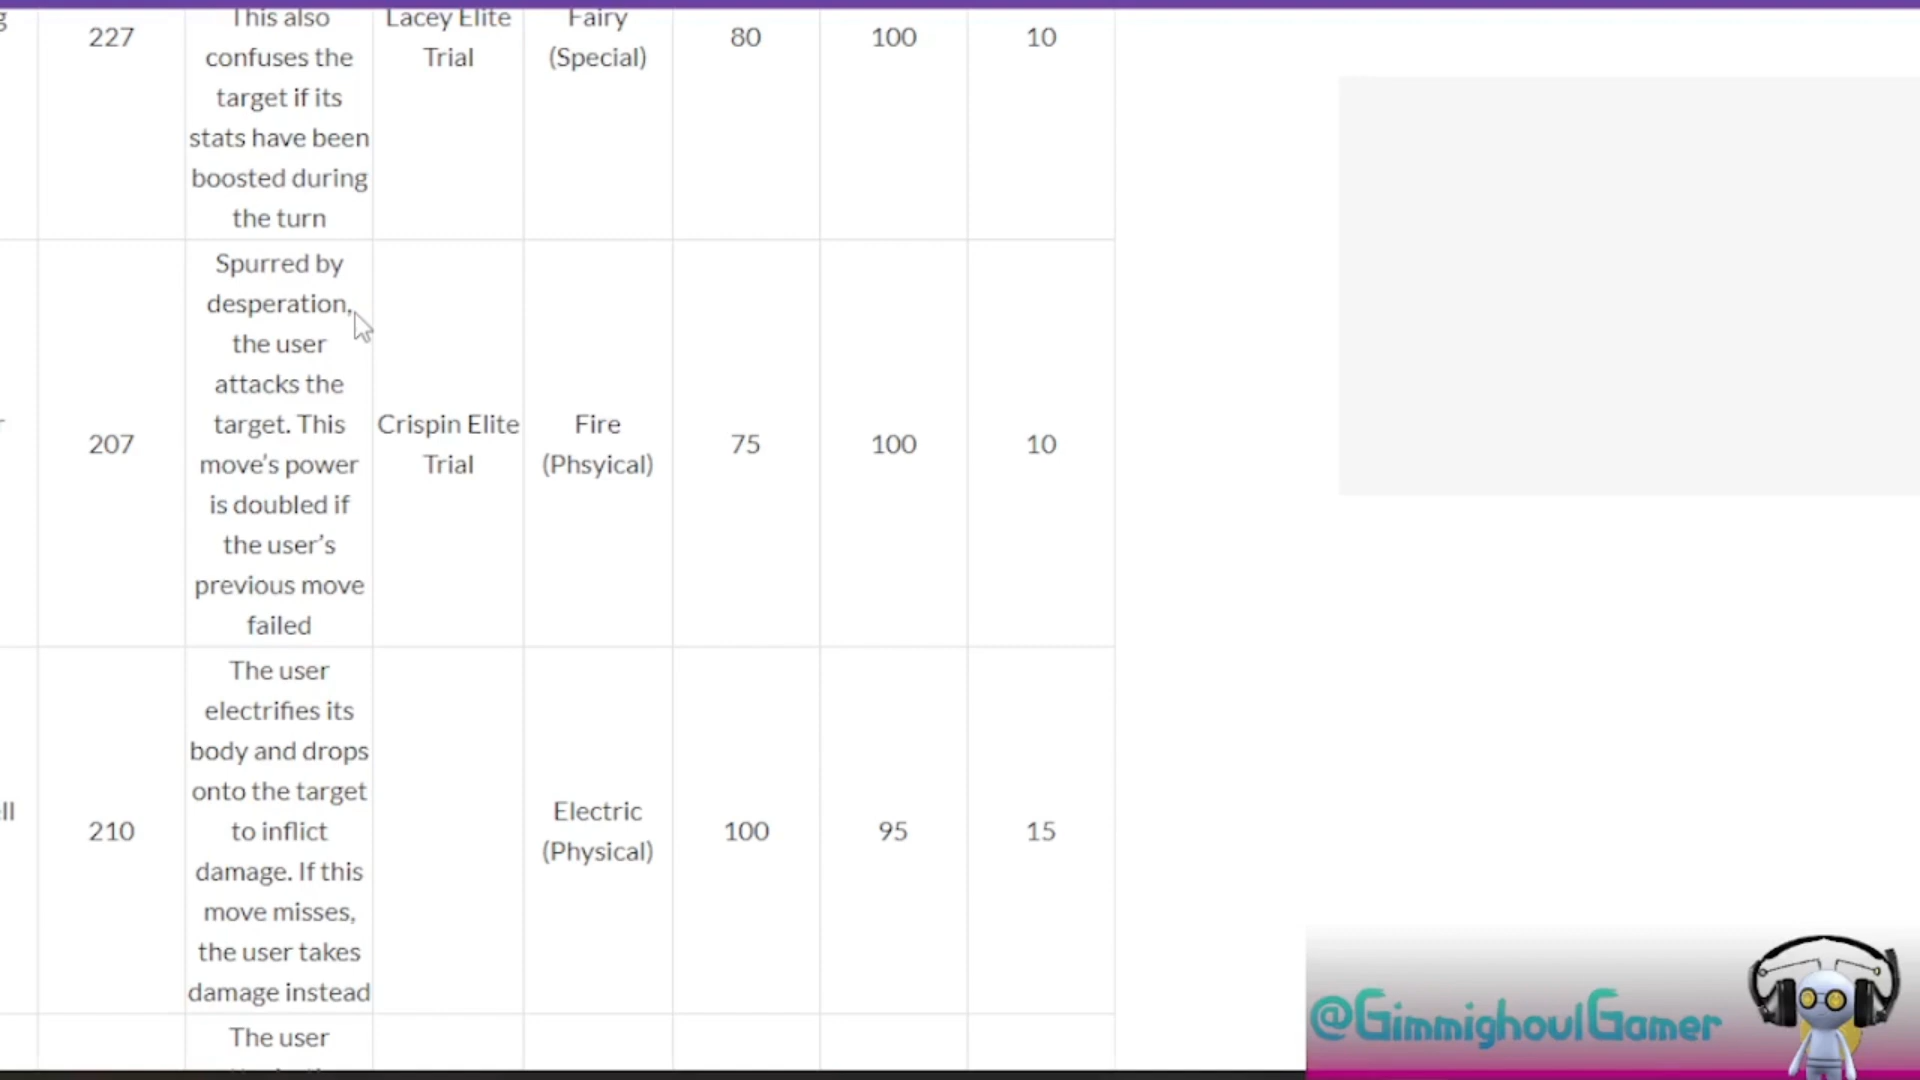 g
227
This also
confuses the
target if its
stats have been
boosted during
the turn
Lacey Elite
Trial
Fairy
(Special)
80
100
10
r
207
Spurred by
desperation,
the user
attacks the
target. This
move's power
is doubled if
the user's
previous move
failed
Crispin Elite
Trial
Fire
(Phsyical)
75
100
10
ll
210
The user
electrifies its
body and drops
onto the target
to inflict
damage. If this
move misses,
the user takes
damage instead
Electric
(Physical)
100
95
15
The user
@GimmighoulGamer